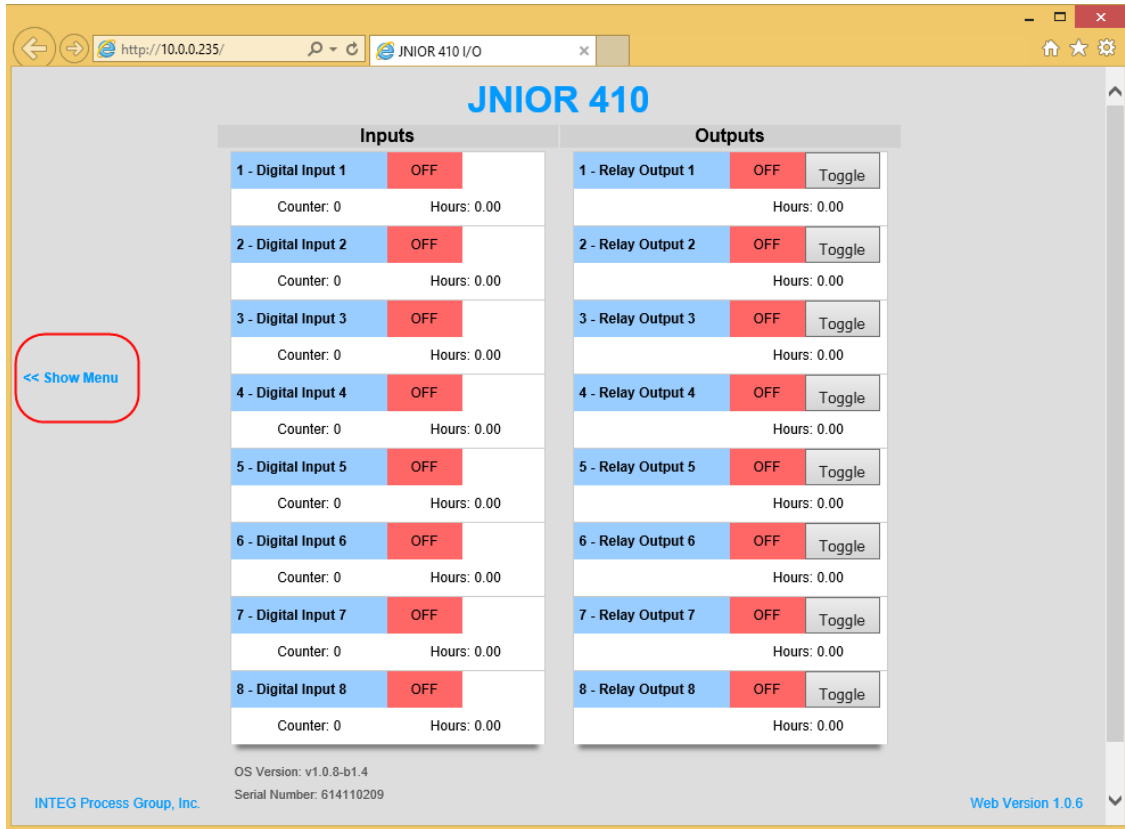 http://10.0.0.235/
JNIOR 410 I/O
JNIOR 410
Inputs Outputs
1 - Digital Input 1 OFF 1 - Relay Output 1 OFF Toggle
Counter: 0 Hours: 0.00 Hours: 0.00
2 - Digital Input 2 OFF 2 - Relay Output 2 OFF Toggle
Counter: 0 Hours: 0.00 Hours: 0.00
3 - Digital Input 3 OFF 3 - Relay Output 3 OFF Toggle
Counter: 0 Hours: 0.00 Hours: 0.00
<< Show Menu
4 - Digital Input 4 OFF 4 - Relay Output 4 OFF Toggle
Counter: 0 Hours: 0.00 Hours: 0.00
5 - Digital Input 5 OFF 5 - Relay Output 5 OFF Toggle
Counter: 0 Hours: 0.00 Hours: 0.00
6 - Digital Input 6 OFF 6 - Relay Output 6 OFF Toggle
Counter: 0 Hours: 0.00 Hours: 0.00
7 - Digital Input 7 OFF 7 - Relay Output 7 OFF Toggle
Counter: 0 Hours: 0.00 Hours: 0.00
8 - Digital Input 8 OFF 8 - Relay Output 8 OFF Toggle
Counter: 0 Hours: 0.00 Hours: 0.00
OS Version: v1.0.8-b1.4
Serial Number: 614110209
INTEG Process Group, Inc. Web Version 1.0.6